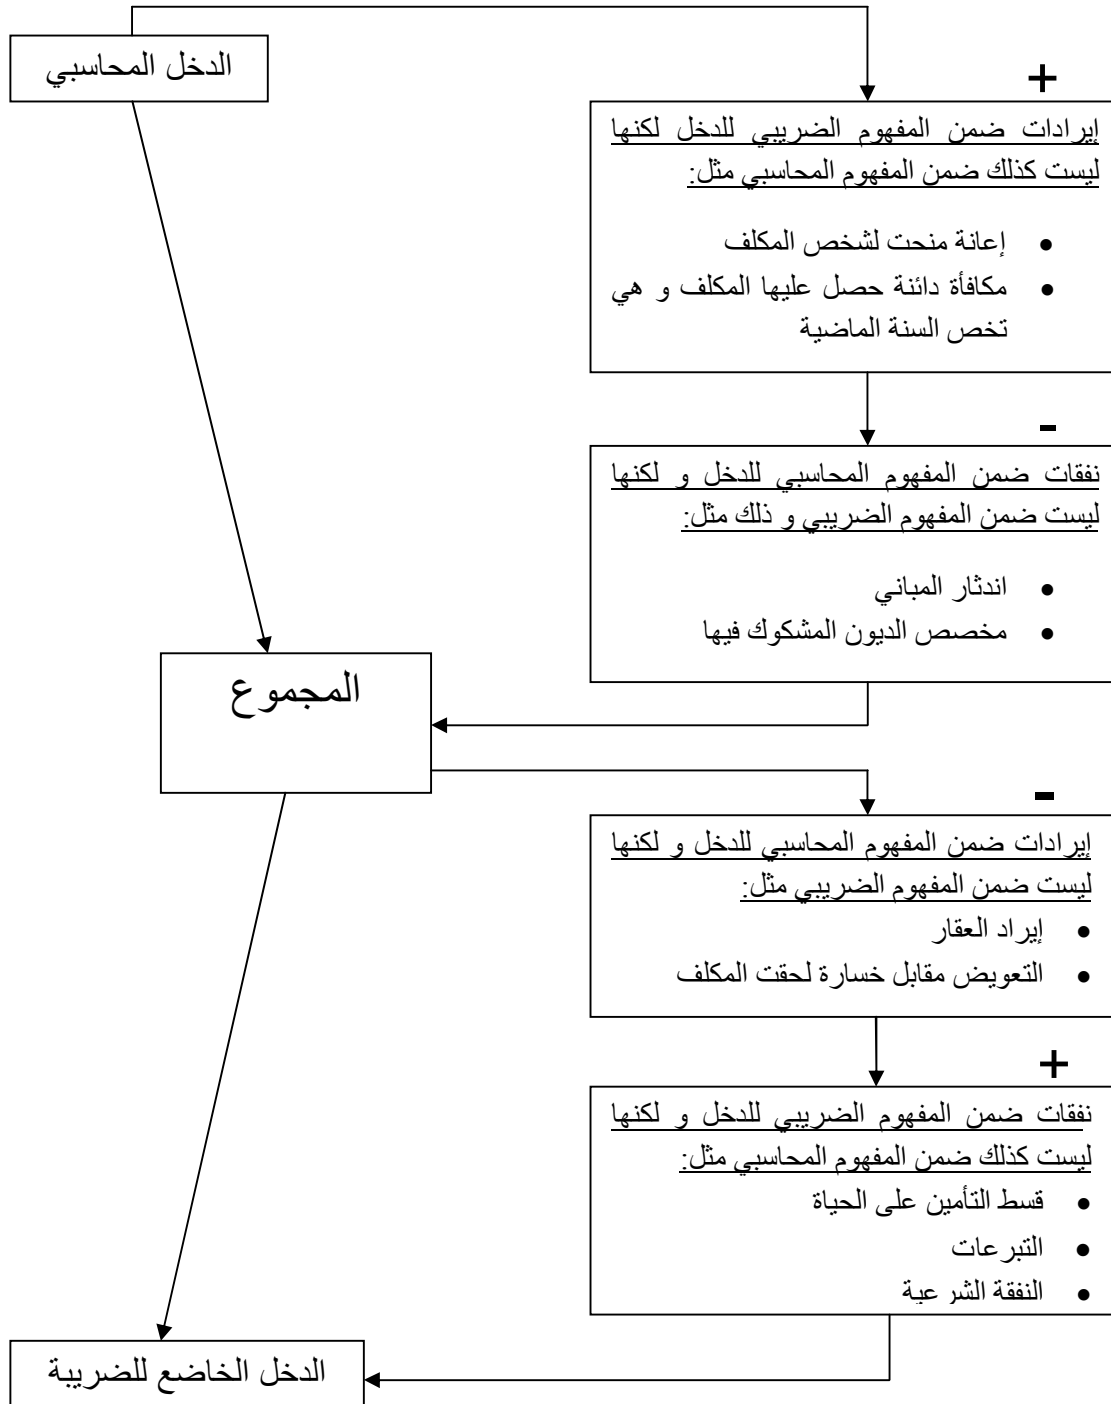 الدخل المحاسبي
+
إيرادات ضمن المفهوم الضريبي للدخل لكنها
ليست كذلك ضمن المفهوم المحاسبي مثل:
• إعانة منحت لشخص المكلف
• مكافأة دائنة حصل عليها المكلف و هي
تخص السنة الماضية
-
نفقات ضمن المفهوم المحاسبي للدخل و لكنها
ليست ضمن المفهوم الضريبي و ذلك مثل:
• اندثار المباني
• مخصص الديون المشكوك فيها
المجموع
-
إيرادات ضمن المفهوم المحاسبي للدخل و لكنها
ليست ضمن المفهوم الضريبي مثل:
• إيراد العقار
• التعويض مقابل خسارة لحقت المكلف
+
نفقات ضمن المفهوم الضريبي للدخل و لكنها
ليست كذلك ضمن المفهوم المحاسبي مثل:
• قسط التأمين على الحياة
• التبرعات
• النفقة الشرعية
الدخل الخاضع للضريبة